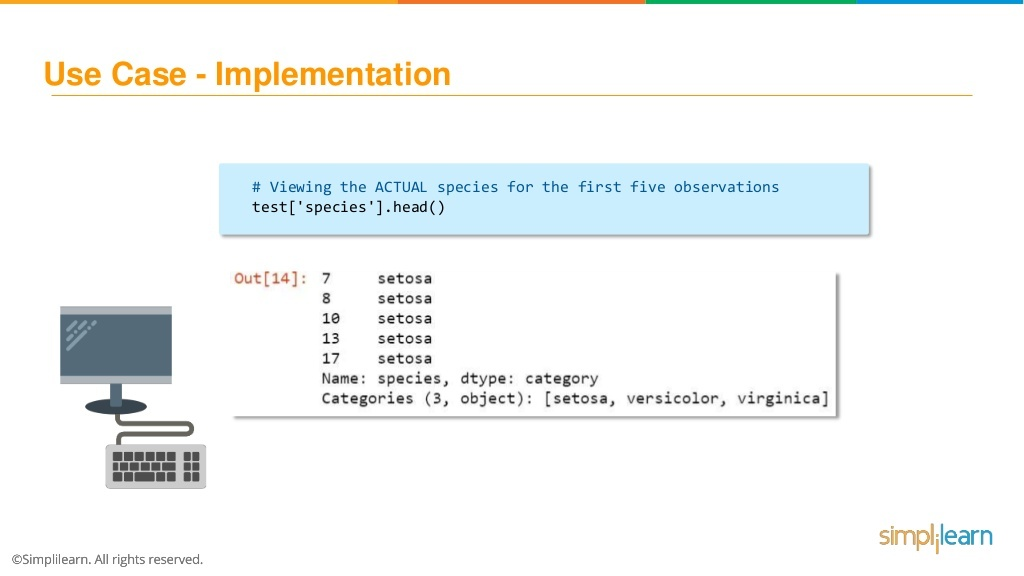 Use Case - Implementation
# Viewing the ACTUAL species for the first five observations
test['species'].head()
Out[14]: 7 setosa
8 setosa
10 setosa
13 setosa
17 setosa
Name: species, dtype: category
Categories (3, object): [setosa, versicolor, virginica]
simplilearn
©Simplilearn. All rights reserved.